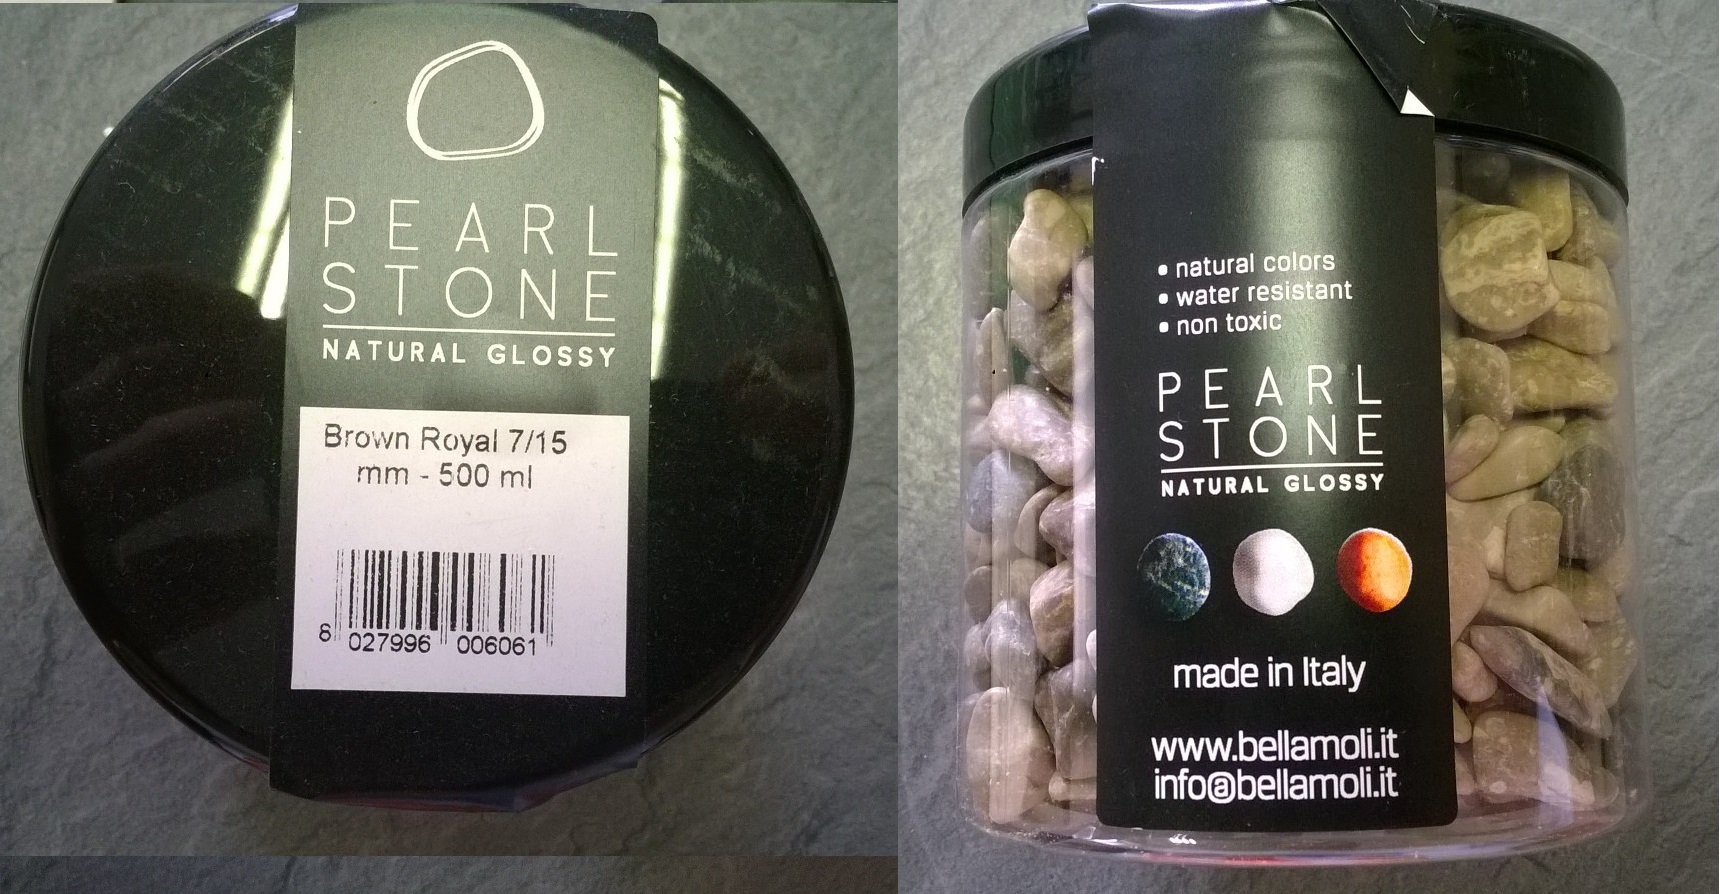 PEARL
STONE
NATURAL GLOSSY
Brown Royal 7/15
mm - 500 ml
8 027996 006061
• natural colors
• water resistant
• non toxic
PEARL
STONE
NATURAL GLOSSY
made in Italy
www.bellamoli.it
info@bellamoli.it